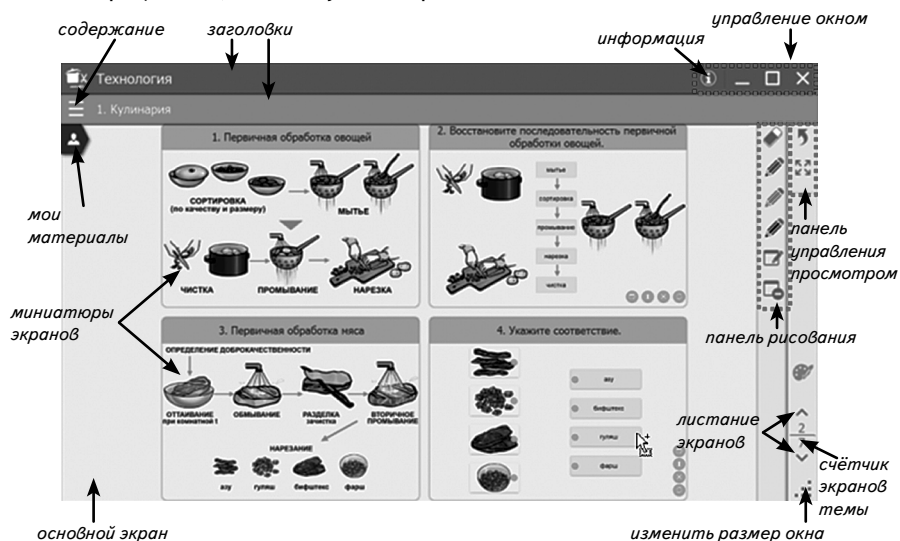 управление окном
содержание
заголовки
информация
Технология
1. Кулинария
1. Первичная обработка овощей
СОРТИРОВКА
(по качеству и размеру)
МЫТЬЕ
ЧИСТКА
ПРОМЫВАНИЕ
НАРЕЗКА
2. Восстановите последовательность первичной
обработки овощей.
мытье
сортировка
промывание
нарезка
чистка
мои
материалы
панель
управления
просмотром
миниатюры
экранов
панель рисования
3. Первичная обработка мяса
ОПРЕДЕЛЕНИЕ ДОБРОКАЧЕСТВЕННОСТИ
ОТТАИВАНИЕ
при комнатной t
ОБМЫВАНИЕ
РАЗДЕЛКА
зачистка
ВТОРИЧНОЕ
ПРОМЫВАНИЕ
НАРЕЗАНИЕ
азу
гуляш
бифштекс
фарш
4. Укажите соответствие.
азу
бифштекс
гуляш
фарш
листание
экранов
2
счётчик
экранов
темы
основной экран
изменить размер окна